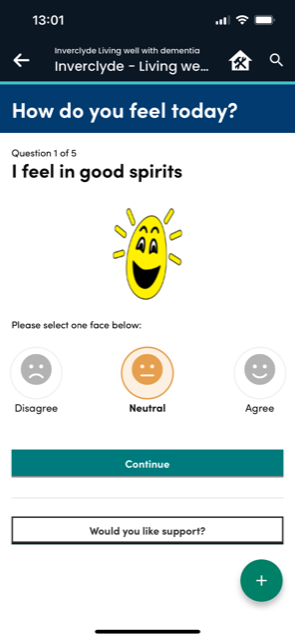 13:01
Inverclyde Living well with dementia
Inverclyde - Living we...
How do you feel today?
Question 1 of 5
I feel in good spirits
Please select one face below:
Disagree
Neutral
Agree
Continue
Would you like support?
+